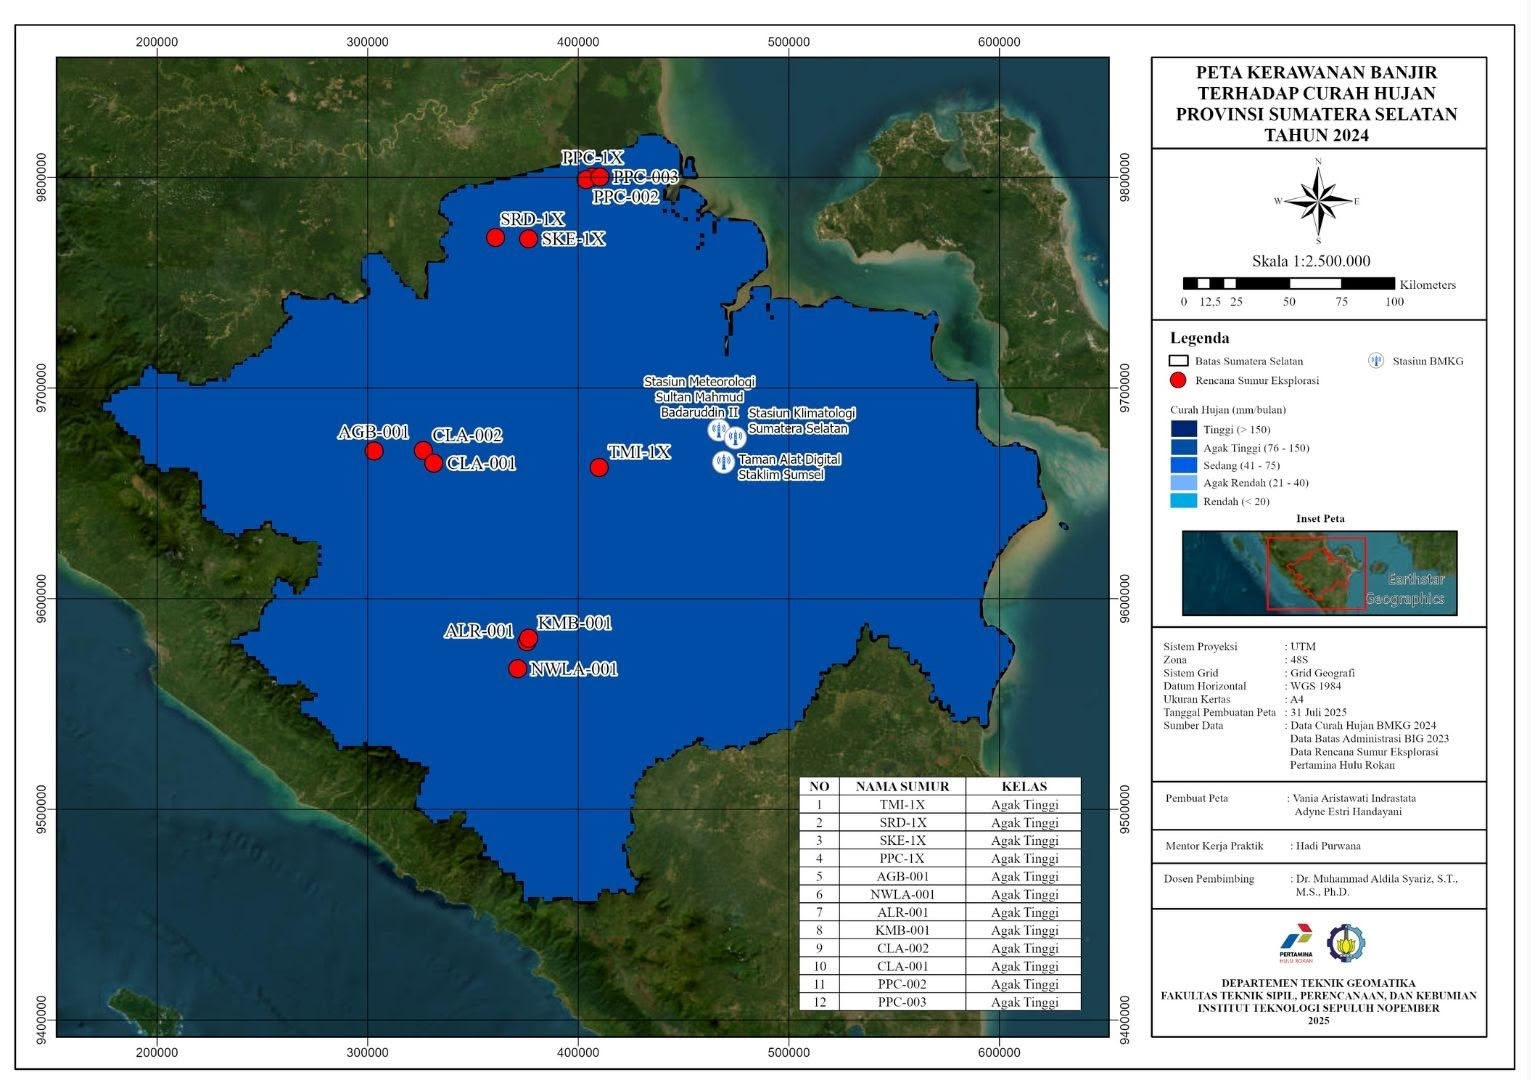 200000 300000 400000 500000 600000
9800000
9700000
9600000
9500000
9400000
9800000
9700000
9600000
9500000
9400000
200000 300000 400000 500000 600000
PPC-1X
PPC-003
PPC-002
SRD-1X
SKE-1X
Stasiun Meteorologi
Sultan Mahmud
Badaruddin II
Stasiun Klimatologi
Sumatera Selatan
Taman Alat Digital
Staklim Sumsel
AGB-001
CLA-002
CLA-001
TMI-1X
ALR-001
KMB-001
NWLA-001
NO NAMA SUMUR KELAS
1 TMI-1X Agak Tinggi
2 SRD-1X Agak Tinggi
3 SKE-1X Agak Tinggi
4 PPC-1X Agak Tinggi
5 AGB-001 Agak Tinggi
6 NWLA-001 Agak Tinggi
7 ALR-001 Agak Tinggi
8 KMB-001 Agak Tinggi
9 CLA-002 Agak Tinggi
10 CLA-001 Agak Tinggi
11 PPC-002 Agak Tinggi
12 PPC-003 Agak Tinggi
PETA KERAWANAN BANJIR
TERHADAP CURAH HUJAN
PROVINSI SUMATERA SELATAN
TAHUN 2024
N
W E
S
Skala 1:2.500.000
Kilometers
0 12,5 25 50 75 100
Legenda
Batas Sumatera Selatan
Stasiun BMKG
Rencana Sumur Eksplorasi
Curah Hujan (mm/bulan)
Tinggi (> 150)
Agak Tinggi (76 - 150)
Sedang (41 - 75)
Agak Rendah (21 - 40)
Rendah (< 20)
Inset Peta
Earthstar
Geographics
Sistem Proyeksi : UTM
Zona : 48S
Sistem Grid : Grid Geografi
Datum Horizontal : WGS 1984
Ukuran Kertas : A4
Tanggal Pembuatan Peta : 31 Juli 2025
Sumber Data : Data Curah Hujan BMKG 2024
Data Batas Administrasi BIG 2023
Data Rencana Sumur Eksplorasi
Pertamina Hulu Rokan
Pembuat Peta : Vania Aristawati Indrastata
Adyne Estri Handayani
Mentor Kerja Praktik : Hadi Purwana
Dosen Pembimbing : Dr. Muhammad Aldila Syariz, S.T.,
M.S., Ph.D.
PERTAMINA
HULU ROKAN
DEPARTEMEN TEKNIK GEOMATIKA
FAKULTAS TEKNIK SIPIL, PERENCANAAN, DAN KEBUMIAN
INSTITUT TEKNOLOGI SEPULUH NOPEMBER
2025